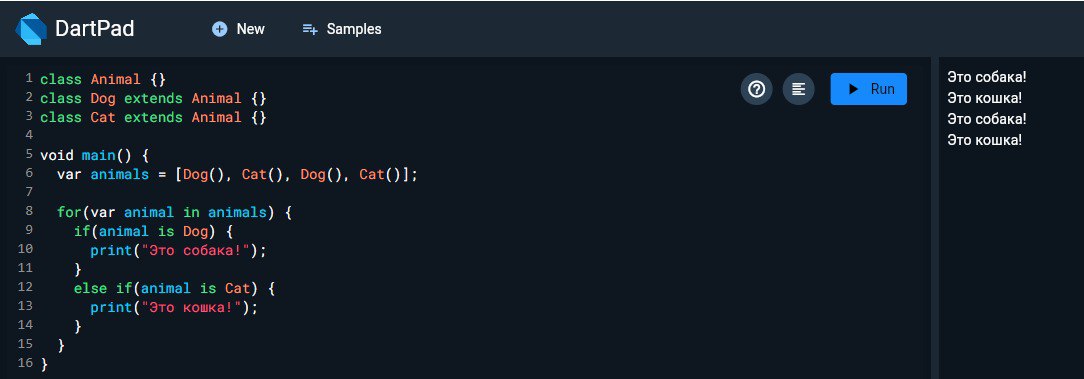 DartPad
New
Samples
Run
1 class Animal {}
2 class Dog extends Animal {}
3 class Cat extends Animal {}
4
5 void main() {
6   var animals = [Dog(), Cat(), Dog(), Cat()];
7
8   for(var animal in animals) {
9     if(animal is Dog) {
10       print("Это собака!");
11     }
12     else if(animal is Cat) {
13       print("Это кошка!");
14     }
15   }
16 }
Это собака!
Это кошка!
Это собака!
Это кошка!